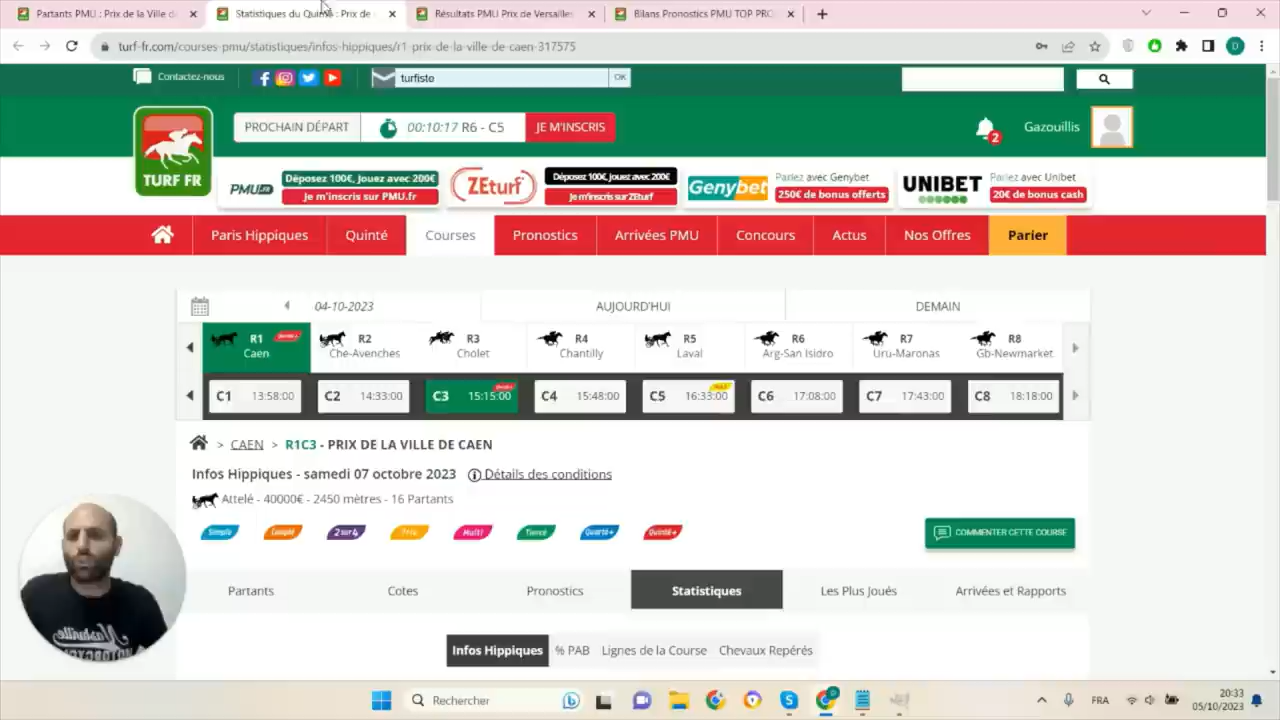 Partants PMU : Prix de la Ville d
Statistiques du Quinté : Prix de
Résultats PMU Prix de Versailles
Bilans Pronostics PMU TOP PRO
turf-fr.com/courses-pmu/statistiques/infos-hippiques/r1-prix-de-la-ville-de-caen-317575
Contactez-nous
turfiste
OK
TURF FR
PROCHAIN DÉPART
00:10:17 R6 - C5
JE M'INSCRIS
2
Gazouillis
PMU.fr
Déposez 100€, Jouez avec 200€
Je m'inscris sur PMU.fr
ZEturf
Déposez 100€, Jouez avec 200€
Je m'inscris sur ZEturf
Genybet
Pariez avec Genybet
250€ de bonus offerts
UNIBET
Pariez avec Unibet
20€ de bonus cash
Paris Hippiques
Quinté
Courses
Pronostics
Arrivées PMU
Concours
Actus
Nos Offres
Parier
04-10-2023
AUJOURD'HUI
DEMAIN
R1
Caen
R2
Che-Avenches
R3
Cholet
R4
Chantilly
R5
Laval
R6
Arg-San Isidro
R7
Uru-Maronas
R8
Gb-Newmarket
C1 13:58:00
C2 14:33:00
C3 15:15:00
C4 15:48:00
C5 16:33:00
C6 17:08:00
C7 17:43:00
C8 18:18:00
> CAEN > R1C3 - PRIX DE LA VILLE DE CAEN
Infos Hippiques - samedi 07 octobre 2023
Détails des conditions
Attelé - 40000€ - 2450 mètres - 16 Partants
Simple
Couplé
2 sur 4
Trio
Multi
Tiercé
Quarté+
Quinté+
COMMENTER CETTE COURSE
Partants
Cotes
Pronostics
Statistiques
Les Plus Joués
Arrivées et Rapports
Infos Hippiques
% PAB
Lignes de la Course
Chevaux Repérés
Rechercher
FRA
20:33
05/10/2023